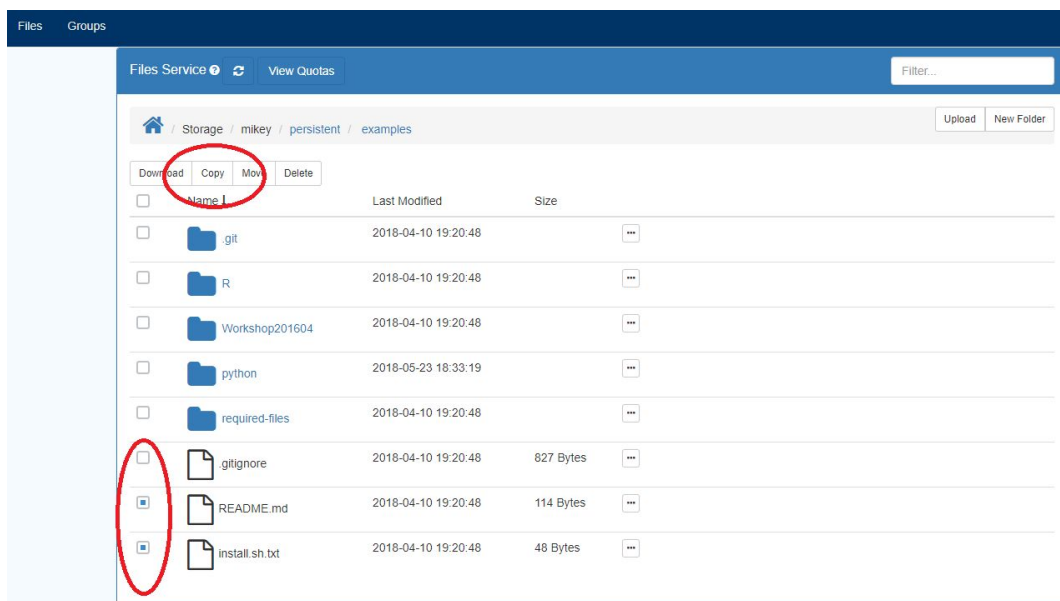 Files Groups
Files Service View Quotas Filter...
/ Storage / mikey / persistent / examples Upload New Folder
Download Copy Move Delete
Name Last Modified Size
.git 2018-04-10 19:20:48
R 2018-04-10 19:20:48
Workshop201604 2018-04-10 19:20:48
python 2018-05-23 18:33:19
required-files 2018-04-10 19:20:48
.gitignore 2018-04-10 19:20:48 827 Bytes
README.md 2018-04-10 19:20:48 114 Bytes
install.sh.txt 2018-04-10 19:20:48 48 Bytes